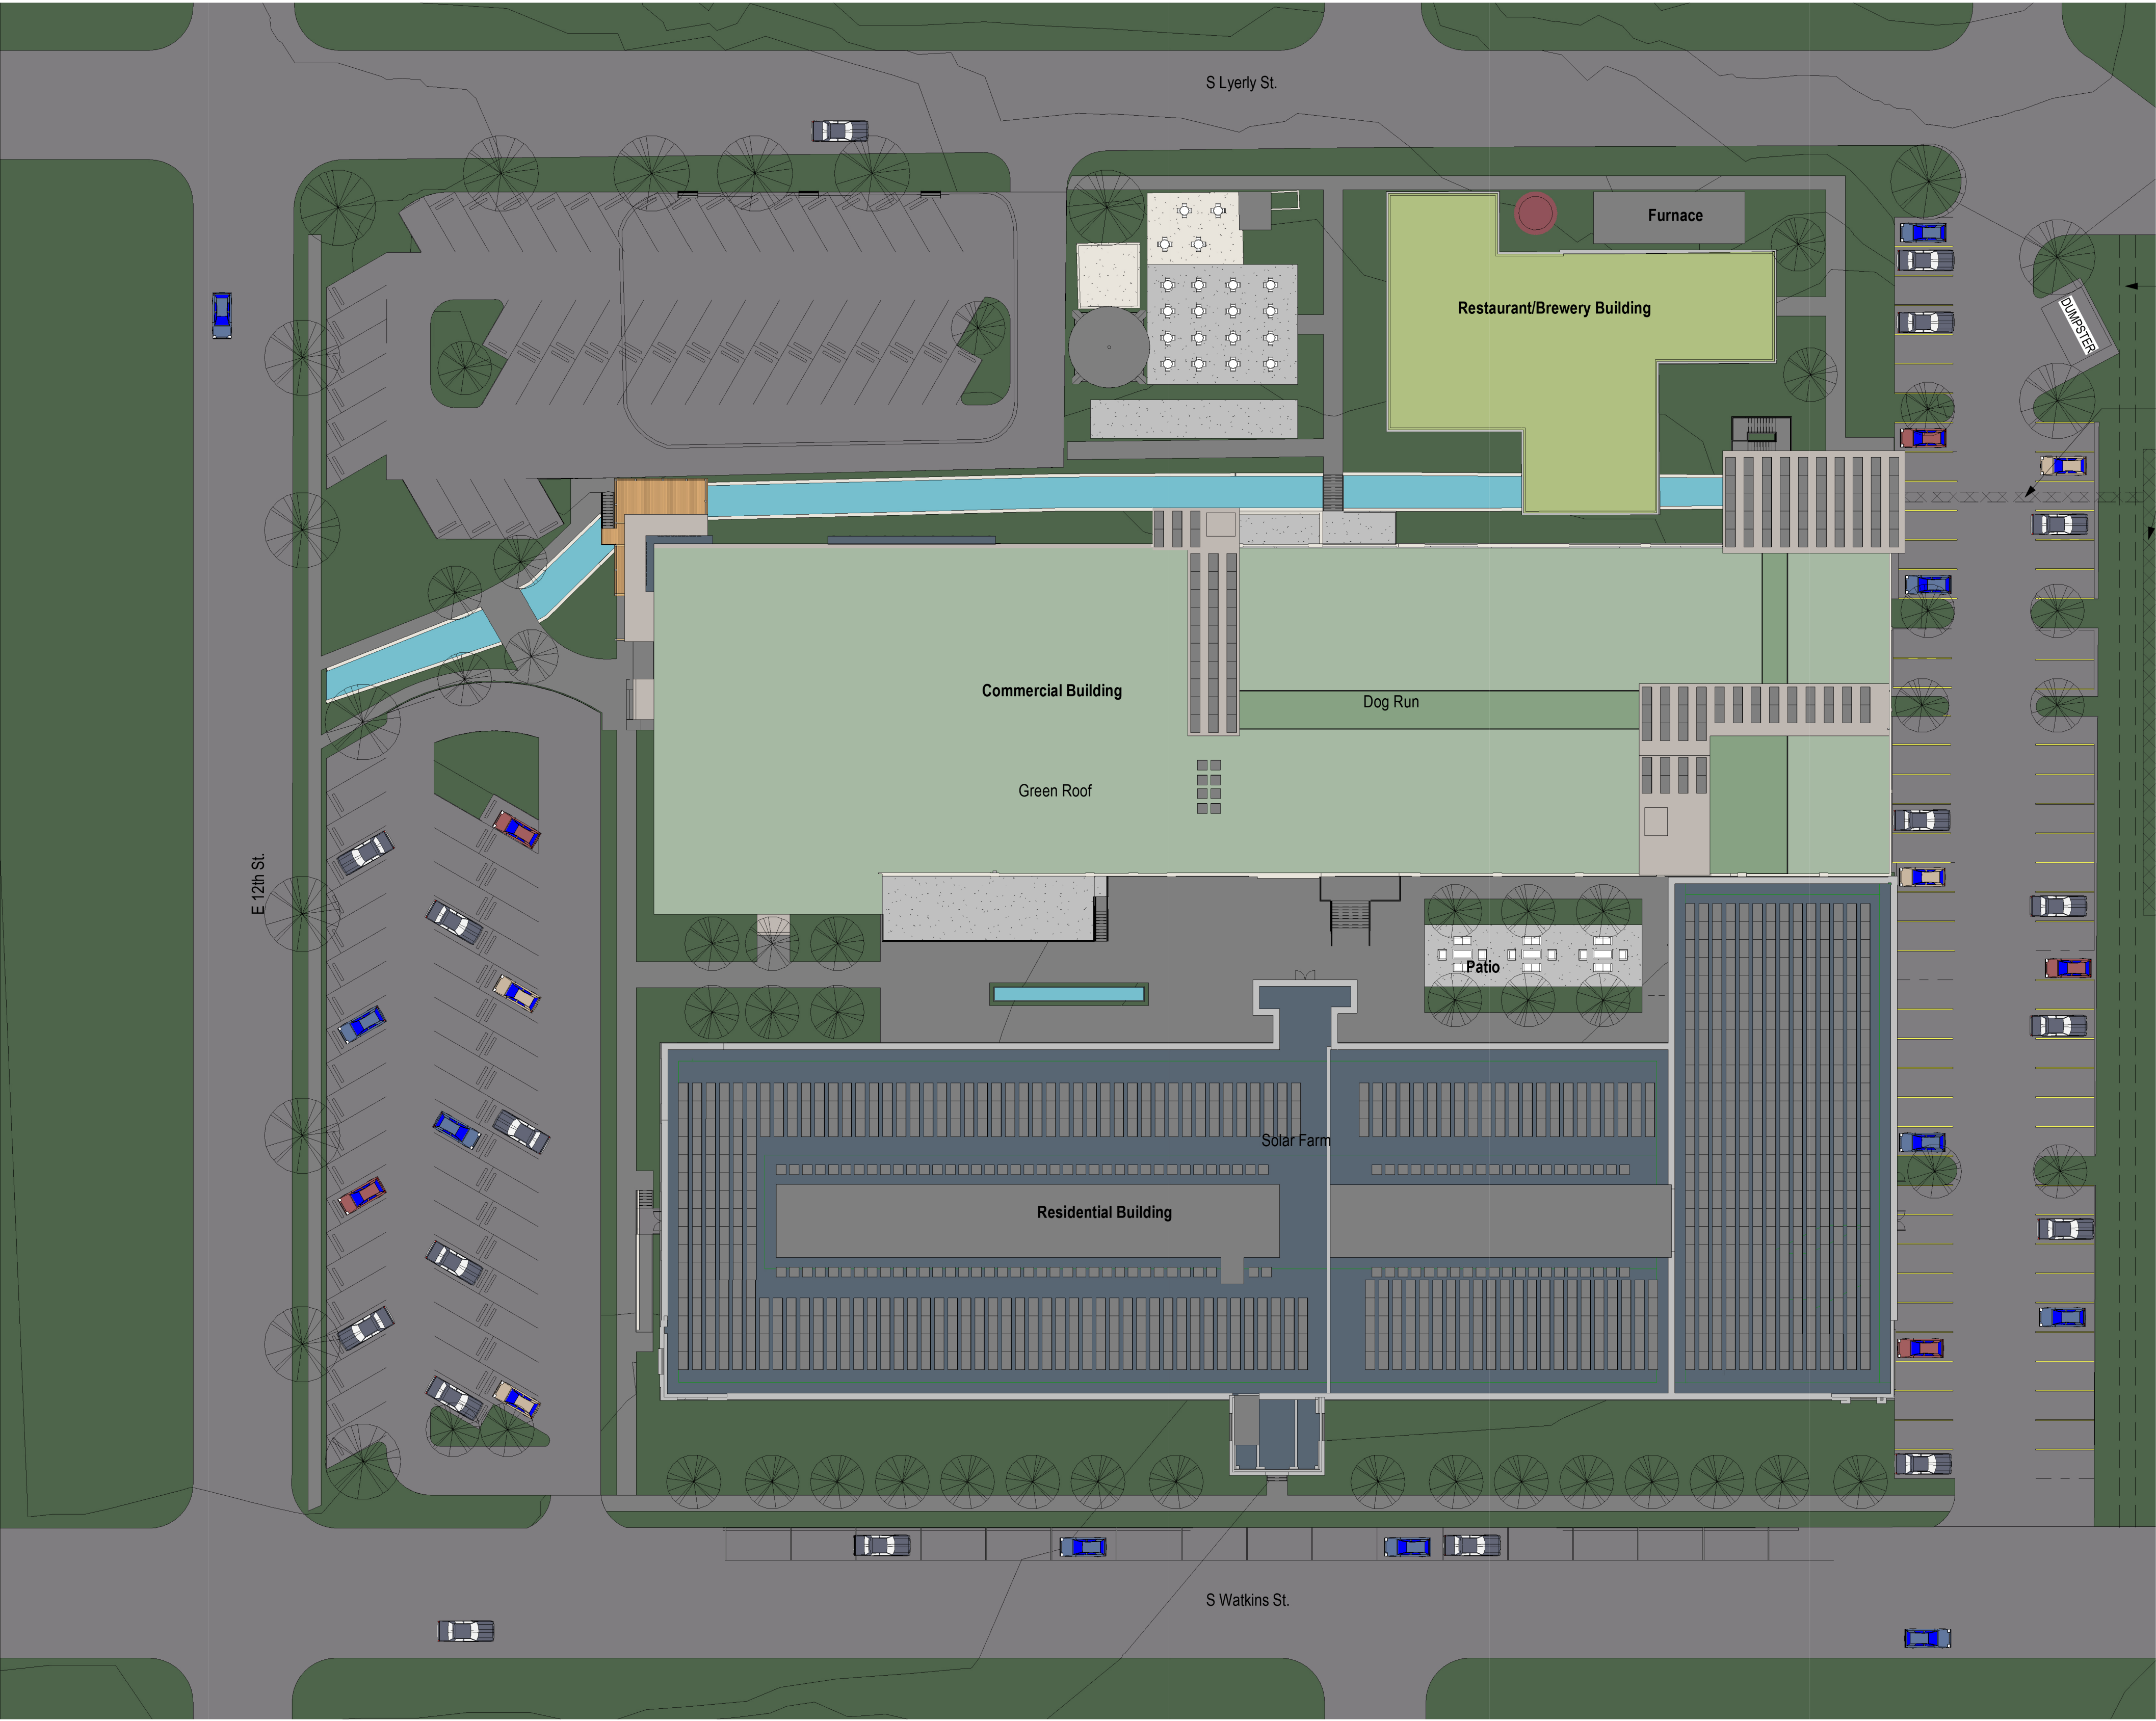 S Lyerly St.
Furnace
Restaurant/Brewery Building
DUMPSTER
Commercial Building
Dog Run
Green Roof
E 12th St.
Patio
Solar Farm
Residential Building
S Watkins St.